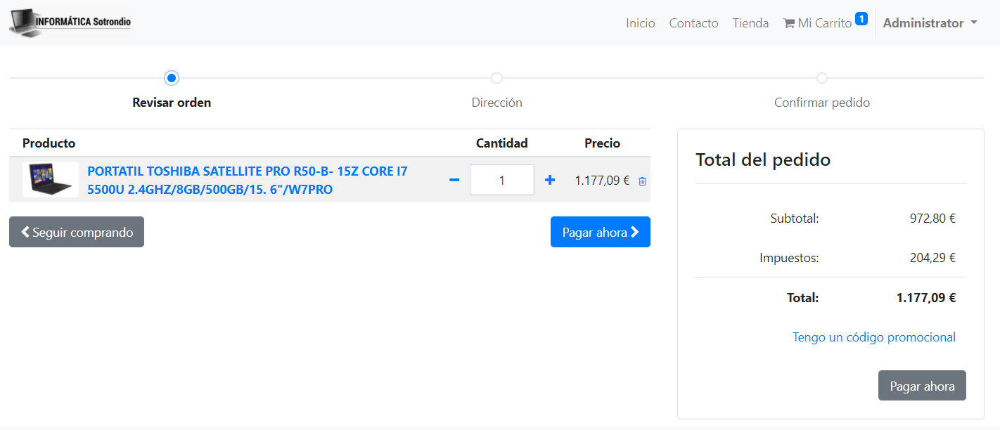 INFORMÁTICA Sotrondio
Inicio
Contacto
Tienda
Mi Carrito 1
Administrator
Revisar orden
Dirección
Confirmar pedido
Producto
Cantidad
Precio
PORTATIL TOSHIBA SATELLITE PRO R50-B- 15Z CORE I7
5500U 2.4GHZ/8GB/500GB/15. 6"/W7PRO
1
1.177,09 €
Seguir comprando
Pagar ahora
Total del pedido
Subtotal: 972,80 €
Impuestos: 204,29 €
Total: 1.177,09 €
Tengo un código promocional
Pagar ahora